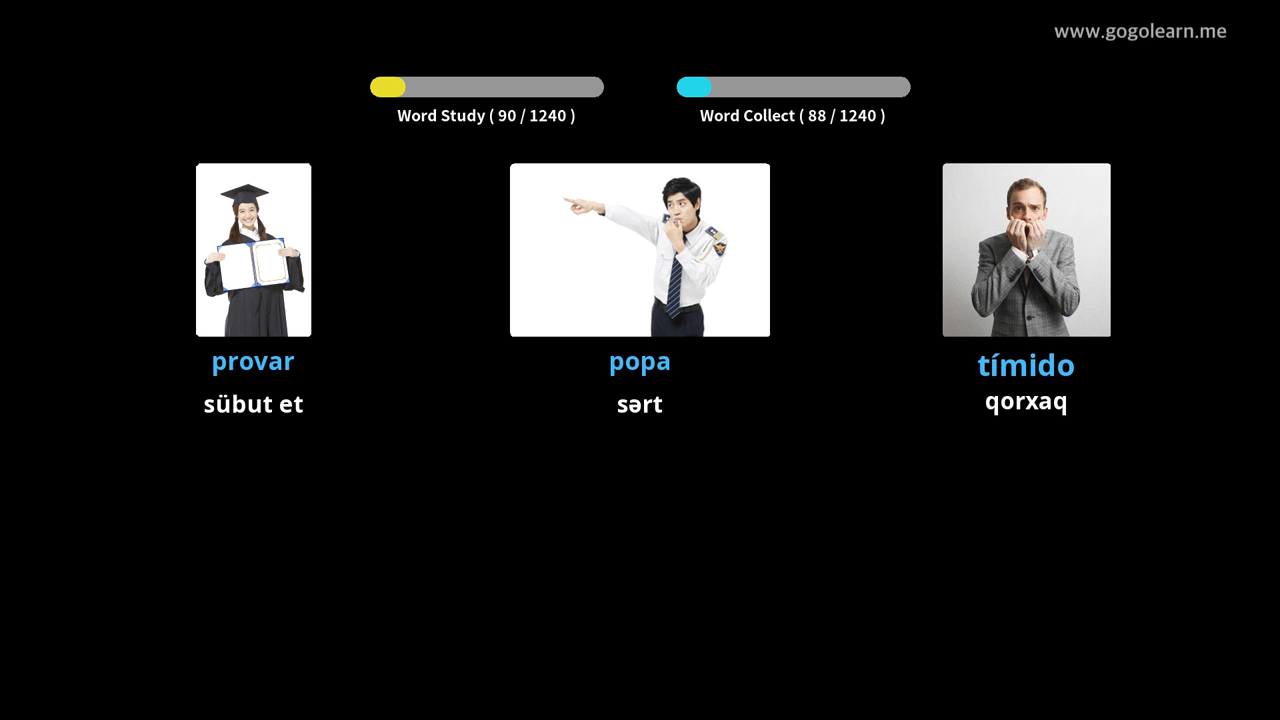 www.gogolearn.me
Word Study ( 90 / 1240 )
Word Collect ( 88 / 1240 )
provar
sübut et
popa
sərt
tímido
qorxaq